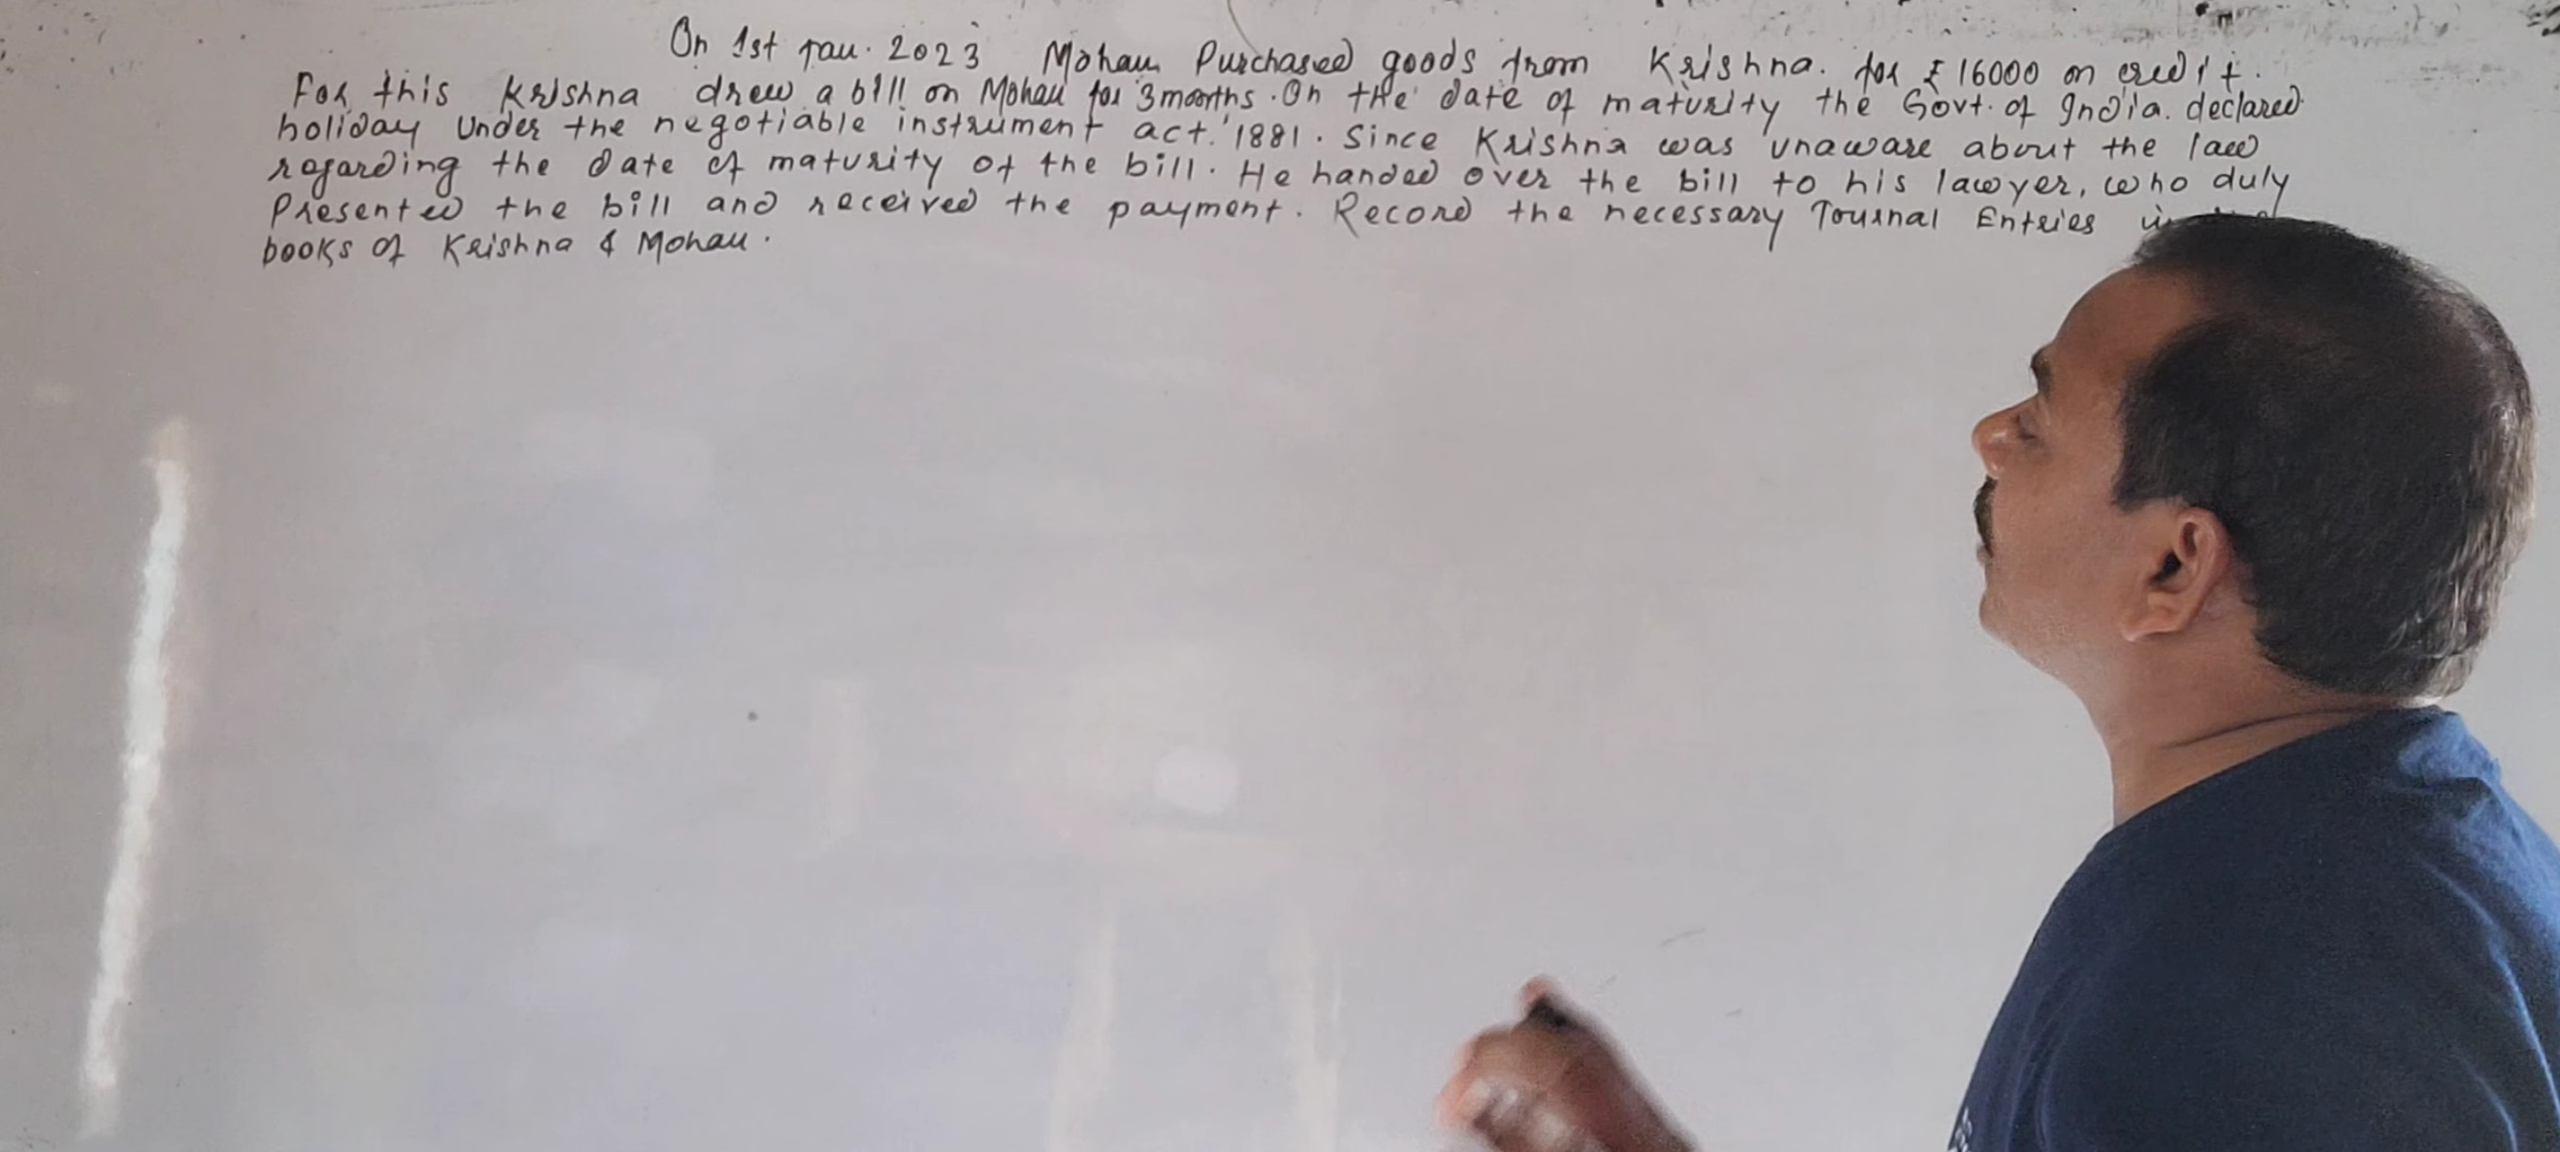 On 1st Jan. 2023 Mohan Purchased goods from Krishna. for ₹ 16000 on credit.
For this Krishna drew a bill on Mohan for 3 months. On the date of maturity the Govt. of India. declared
holiday under the negotiable instrument act. 1881. Since Krishna was unaware about the law
regarding the date of maturity of the bill. He handed over the bill to his lawyer, who duly
Presented the bill and received the payment. Record the necessary Journal Entries
books of Krishna & Mohan.